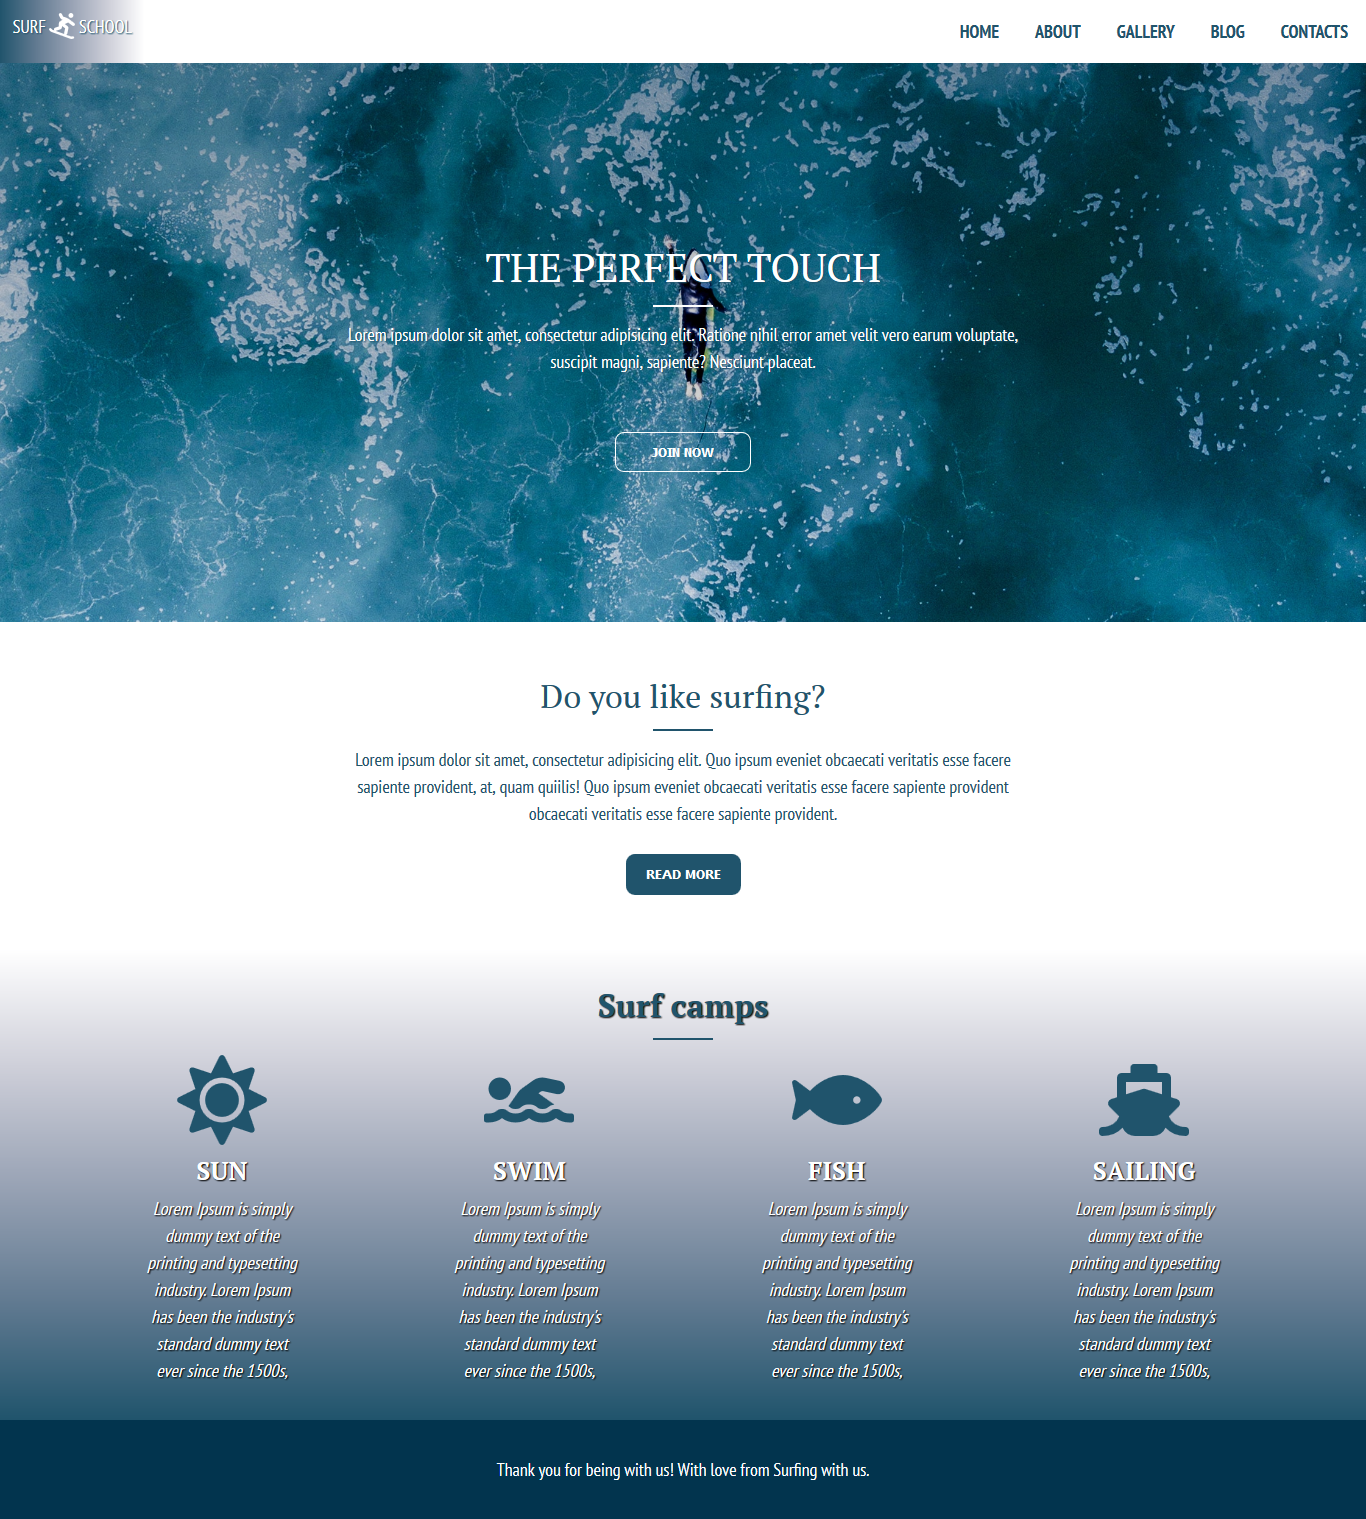 SURF SCHOOL
HOME ABOUT GALLERY BLOG CONTACTS
THE PERFECT TOUCH
Lorem ipsum dolor sit amet, consectetur adipisicing elit. Ratione nihil error amet velit vero earum voluptate,
suscipit magni, sapiente? Nesciunt placeat.
JOIN NOW
Do you like surfing?
Lorem ipsum dolor sit amet, consectetur adipisicing elit. Quo ipsum eveniet obcaecati veritatis esse facere
sapiente provident, at, quam quiilis! Quo ipsum eveniet obcaecati veritatis esse facere sapiente provident
obcaecati veritatis esse facere sapiente provident.
READ MORE
Surf camps
SUN
Lorem Ipsum is simply
dummy text of the
printing and typesetting
industry. Lorem Ipsum
has been the industry's
standard dummy text
ever since the 1500s,
SWIM
Lorem Ipsum is simply
dummy text of the
printing and typesetting
industry. Lorem Ipsum
has been the industry's
standard dummy text
ever since the 1500s,
FISH
Lorem Ipsum is simply
dummy text of the
printing and typesetting
industry. Lorem Ipsum
has been the industry's
standard dummy text
ever since the 1500s,
SAILING
Lorem Ipsum is simply
dummy text of the
printing and typesetting
industry. Lorem Ipsum
has been the industry's
standard dummy text
ever since the 1500s,
Thank you for being with us! With love from Surfing with us.